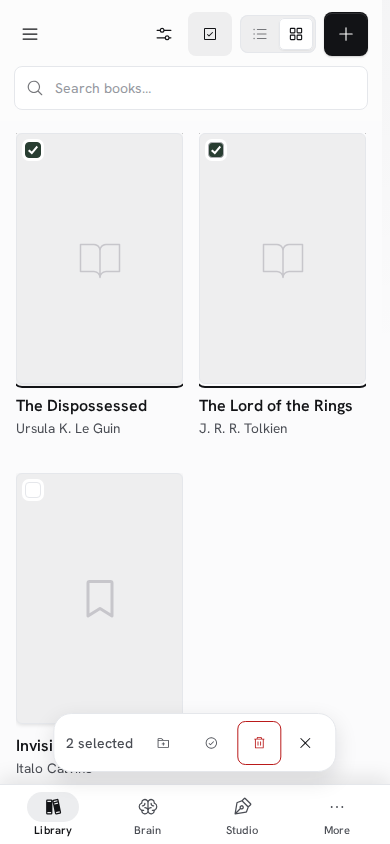 Search books...
The Dispossessed
Ursula K. Le Guin
The Lord of the Rings
J. R. R. Tolkien
2 selected
Italo
Library
Brain
Studio
More